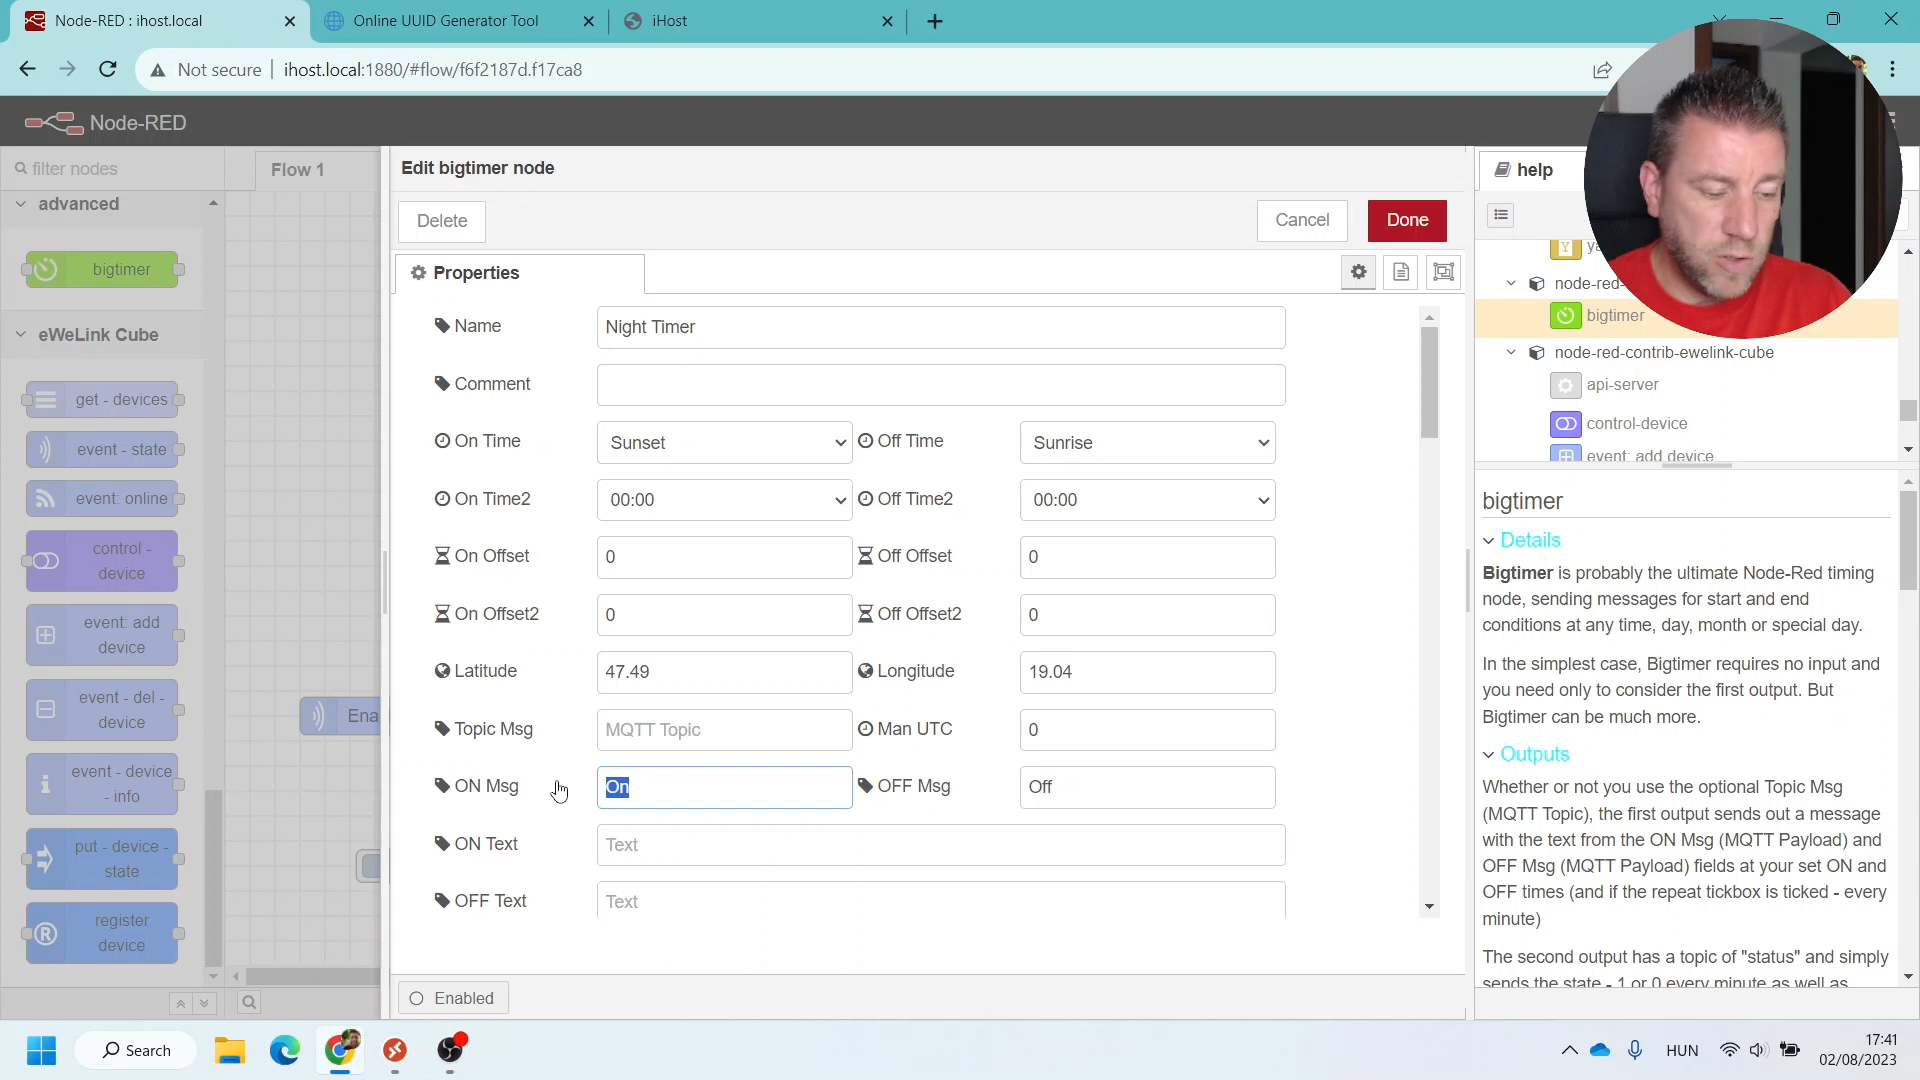 Node-RED : ihost.local
Online UUID Generator Tool
iHost
Not secure
ihost.local:1880/#flow/f6f2187d.f17ca8
Node-RED
filter nodes
Flow 1
Edit bigtimer node
help
advanced
Delete
Cancel
Done
bigtimer
Properties
node-red-
eWeLink Cube
Name
Night Timer
bigtimer
node-red-contrib-ewelink-cube
get - devices
Comment
api-server
event - state
On Time
Sunset
Off Time
Sunrise
control-device
event: add device
event: online
On Time2
00:00
Off Time2
00:00
bigtimer
control - device
On Offset
0
Off Offset
0
Details
Bigtimer is probably the ultimate Node-Red timing
node, sending messages for start and end
conditions at any time, day, month or special day.
event: add device
On Offset2
0
Off Offset2
0
In the simplest case, Bigtimer requires no input and
you need only to consider the first output. But
Bigtimer can be much more.
event - del - device
Latitude
47.49
Longitude
19.04
Ena
Topic Msg
MQTT Topic
Man UTC
0
Outputs
event - device - info
ON Msg
On
OFF Msg
Off
Whether or not you use the optional Topic Msg
(MQTT Topic), the first output sends out a message
with the text from the ON Msg (MQTT Payload) and
OFF Msg (MQTT Payload) fields at your set ON and
OFF times (and if the repeat tickbox is ticked - every
minute)
put - device - state
ON Text
Text
register device
OFF Text
Text
The second output has a topic of "status" and simply
sends the state - 1 or 0 every minute as well as
Enabled
Search
HUN
17:41
02/08/2023